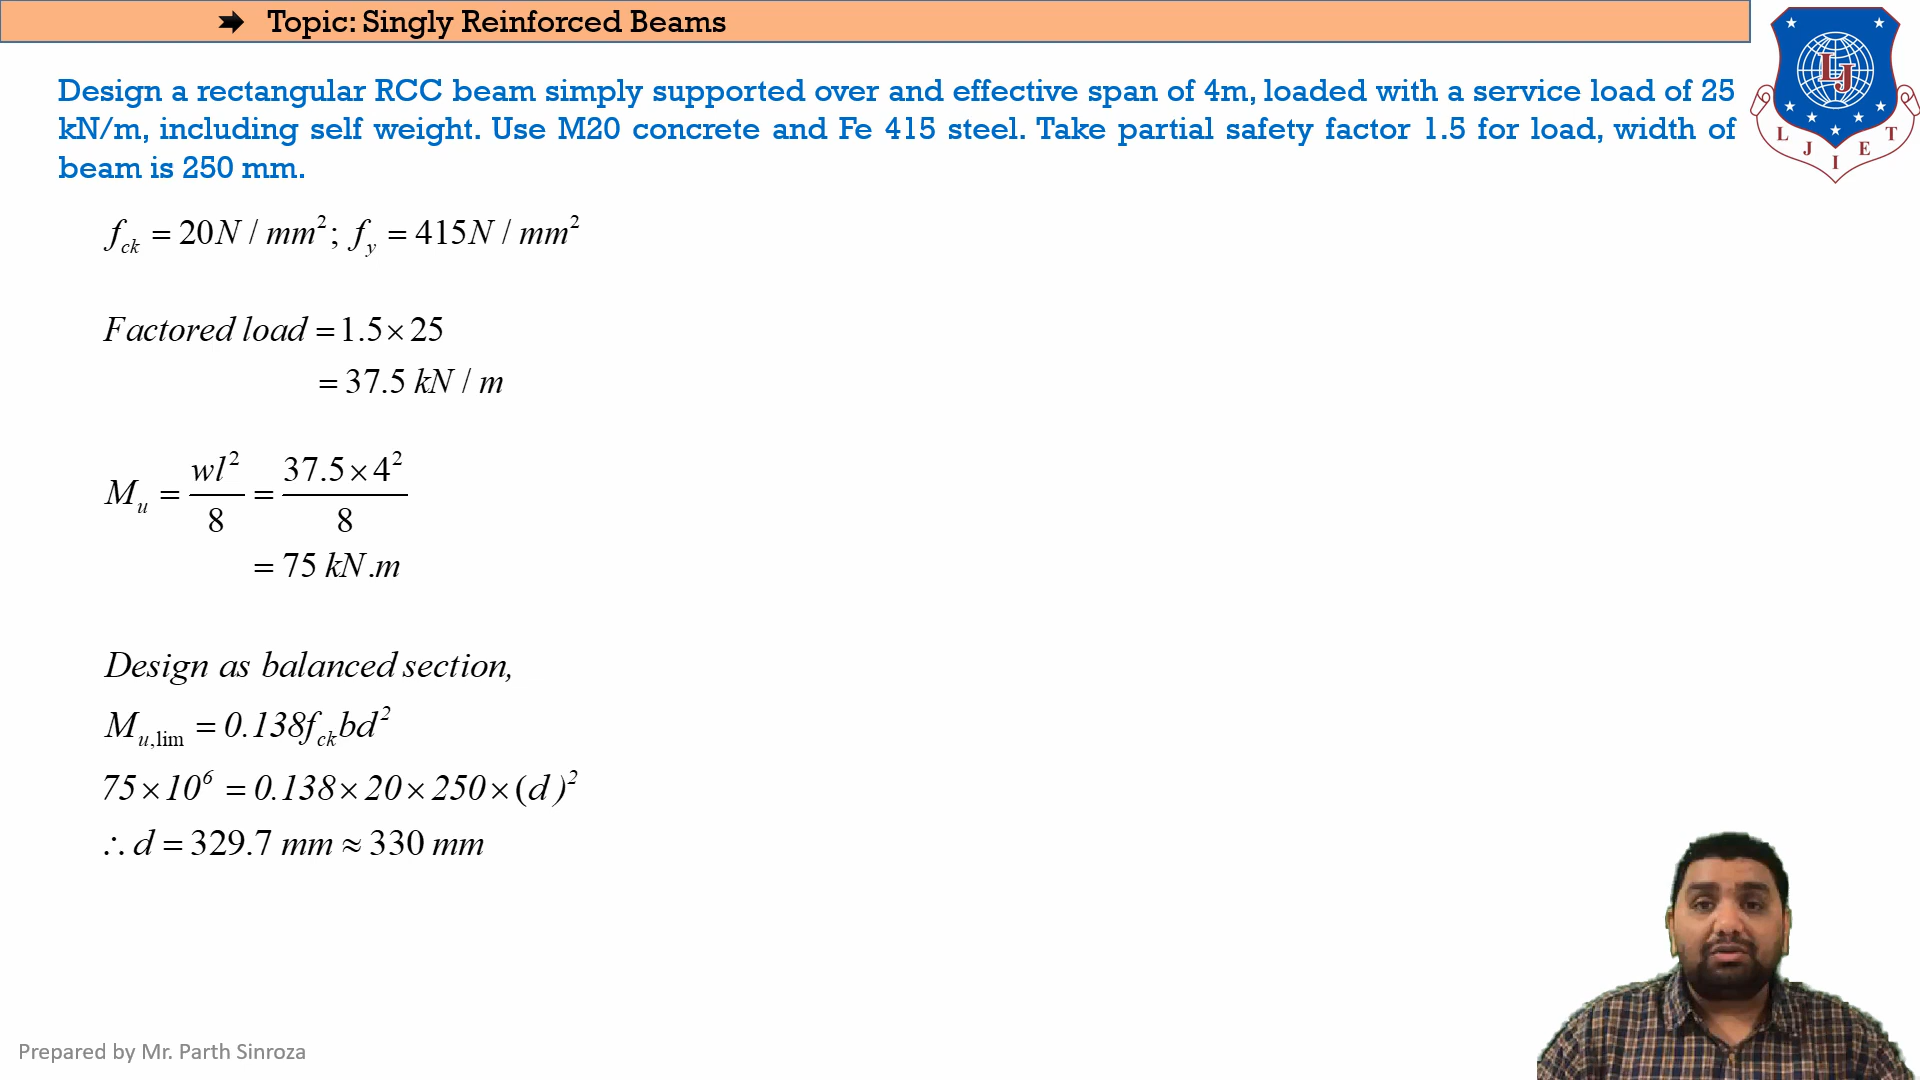 Topic: Singly Reinforced Beams
Design a rectangular RCC beam simply supported over and effective span of 4m, loaded with a service load of 25
kN/m, including self weight. Use M20 concrete and Fe 415 steel. Take partial safety factor 1.5 for load, width of
beam is 250 mm.
LJ
L J I E T
f_ck = 20 N / mm²; f_y = 415 N / mm²
Factored load = 1.5 × 25
= 37.5 kN / m
M_u = wl²/8 = 37.5 × 4²/8
= 75 kN.m
Design as balanced section,
M_u,lim = 0.138f_ck bd²
75 × 10⁶ = 0.138 × 20 × 250 × (d)²
∴ d = 329.7 mm ≈ 330 mm
Prepared by Mr. Parth Sinroza